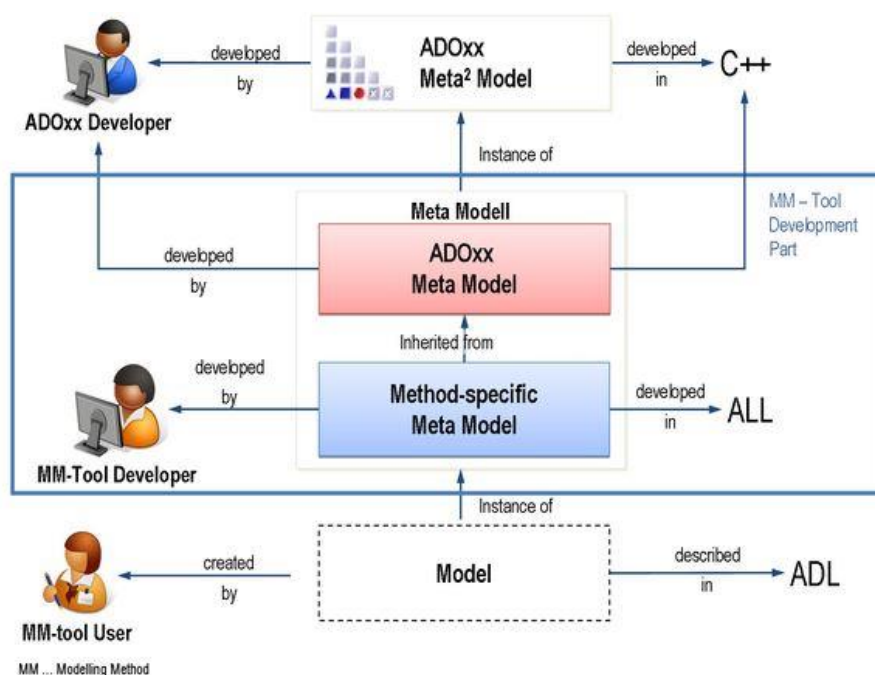 developed
by
ADOxx
Meta² Model
developed
in
C++
ADOxx Developer
Instance of
MM – Tool
Development
Part
Meta Modell
developed
by
ADOxx
Meta Model
Inherited from
developed
by
Method-specific
Meta Model
developed
in
ALL
MM-Tool Developer
Instance of
created
by
Model
described
in
ADL
MM-tool User
MM ... Modelling Method